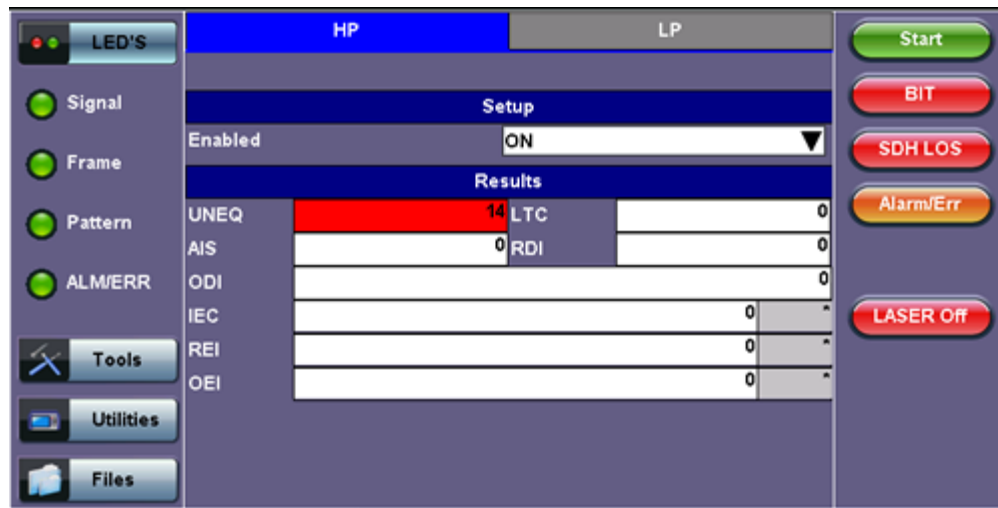 LED'S
Signal
Frame
Pattern
ALM/ERR
Tools
Utilities
Files
HP LP
Setup
Enabled ON
Results
UNEQ 14 LTC 0
AIS 0 RDI 0
ODI 0
IEC 0 *
REI 0 *
OEI 0 *
Start
BIT
SDH LOS
Alarm/Err
LASER Off